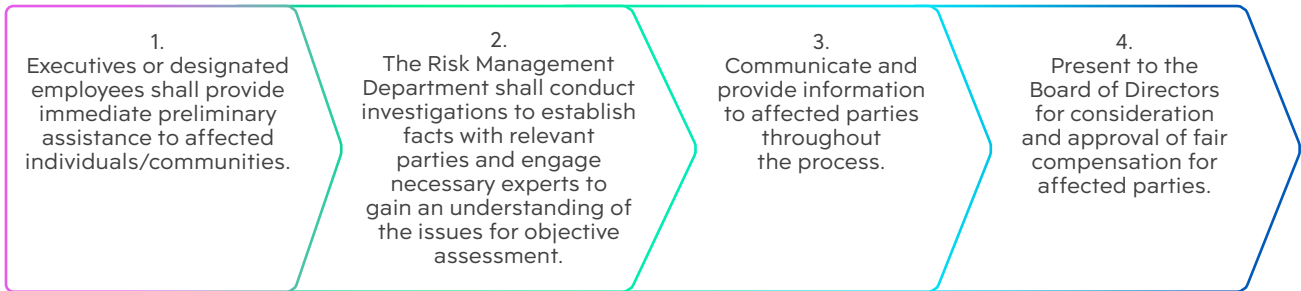 1.
Executives or designated
employees shall provide
immediate preliminary
assistance to affected
individuals/communities.
2.
The Risk Management
Department shall conduct
investigations to establish
facts with relevant
parties and engage
necessary experts to
gain an understanding of
the issues for objective
assessment.
3.
Communicate and
provide information
to affected parties
throughout
the process.
4.
Present to the
Board of Directors
for consideration
and approval of fair
compensation for
affected parties.